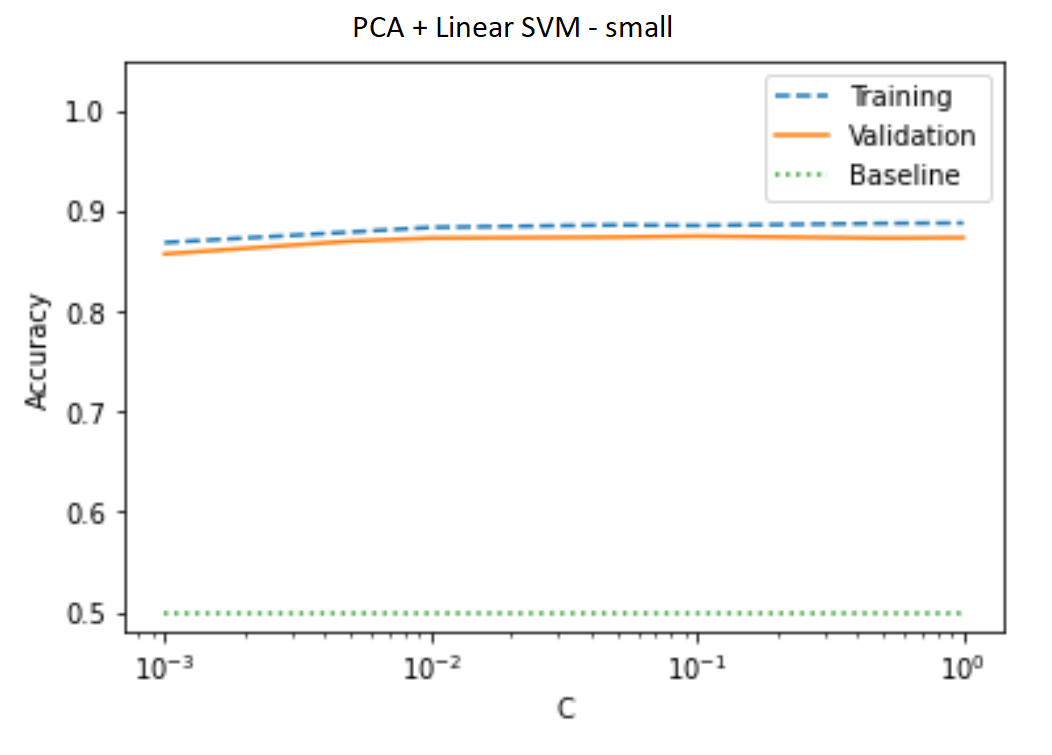 PCA + Linear SVM - small
Training
Validation
Baseline
1.0
0.9
0.8
0.7
0.6
0.5
Accuracy
10⁻³ 10⁻² 10⁻¹ 10⁰
C